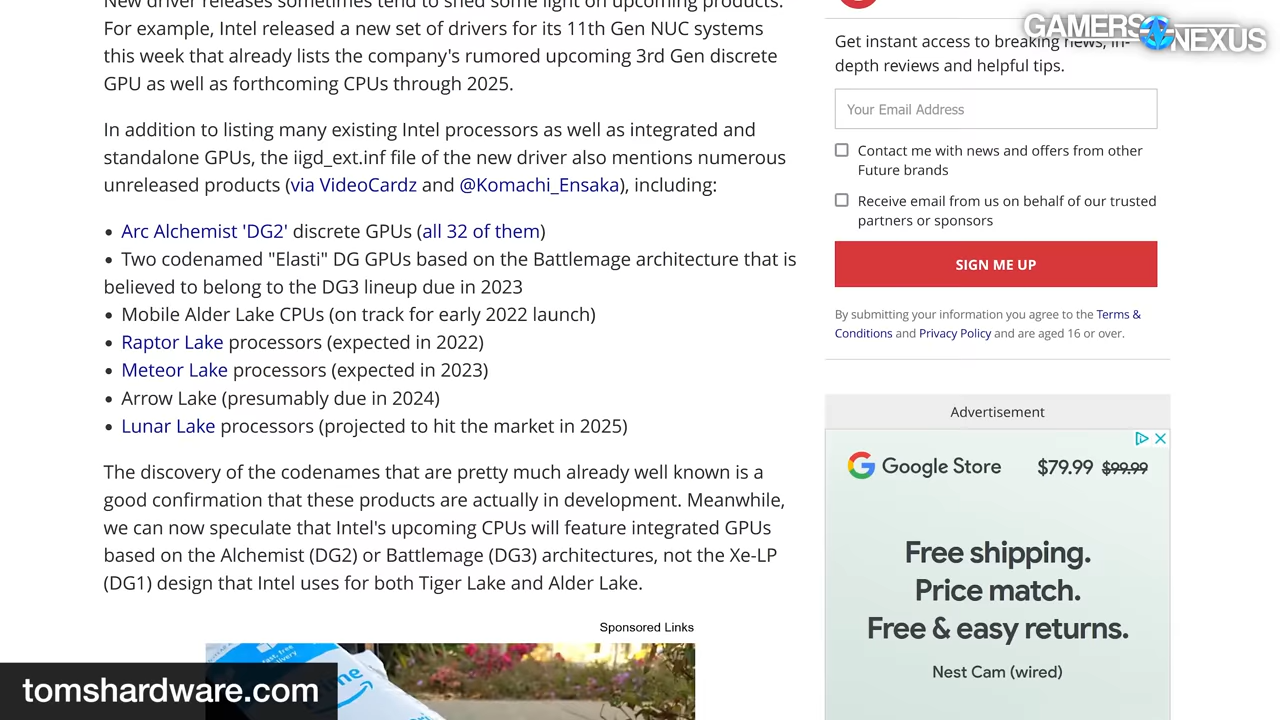 New driver releases sometimes tend to shed some light on upcoming products.
For example, Intel released a new set of drivers for its 11th Gen NUC systems
this week that already lists the company's rumored upcoming 3rd Gen discrete
GPU as well as forthcoming CPUs through 2025.
In addition to listing many existing Intel processors as well as integrated and
standalone GPUs, the iigd_ext.inf file of the new driver also mentions numerous
unreleased products (via VideoCardz and @Komachi_Ensaka), including:
• Arc Alchemist 'DG2' discrete GPUs (all 32 of them)
• Two codenamed "Elasti" DG GPUs based on the Battlemage architecture that is
believed to belong to the DG3 lineup due in 2023
• Mobile Alder Lake CPUs (on track for early 2022 launch)
• Raptor Lake processors (expected in 2022)
• Meteor Lake processors (expected in 2023)
• Arrow Lake (presumably due in 2024)
• Lunar Lake processors (projected to hit the market in 2025)
The discovery of the codenames that are pretty much already well known is a
good confirmation that these products are actually in development. Meanwhile,
we can now speculate that Intel's upcoming CPUs will feature integrated GPUs
based on the Alchemist (DG2) or Battlemage (DG3) architectures, not the Xe-LP
(DG1) design that Intel uses for both Tiger Lake and Alder Lake.
Sponsored Links
tomshardware.com
GAMERS NEXUS
Get instant access to breaking news, in-
depth reviews and helpful tips.
Your Email Address
Contact me with news and offers from other
Future brands
Receive email from us on behalf of our trusted
partners or sponsors
SIGN ME UP
By submitting your information you agree to the Terms &
Conditions and Privacy Policy and are aged 16 or over.
Advertisement
Google Store $79.99 $99.99
Free shipping.
Price match.
Free & easy returns.
Nest Cam (wired)